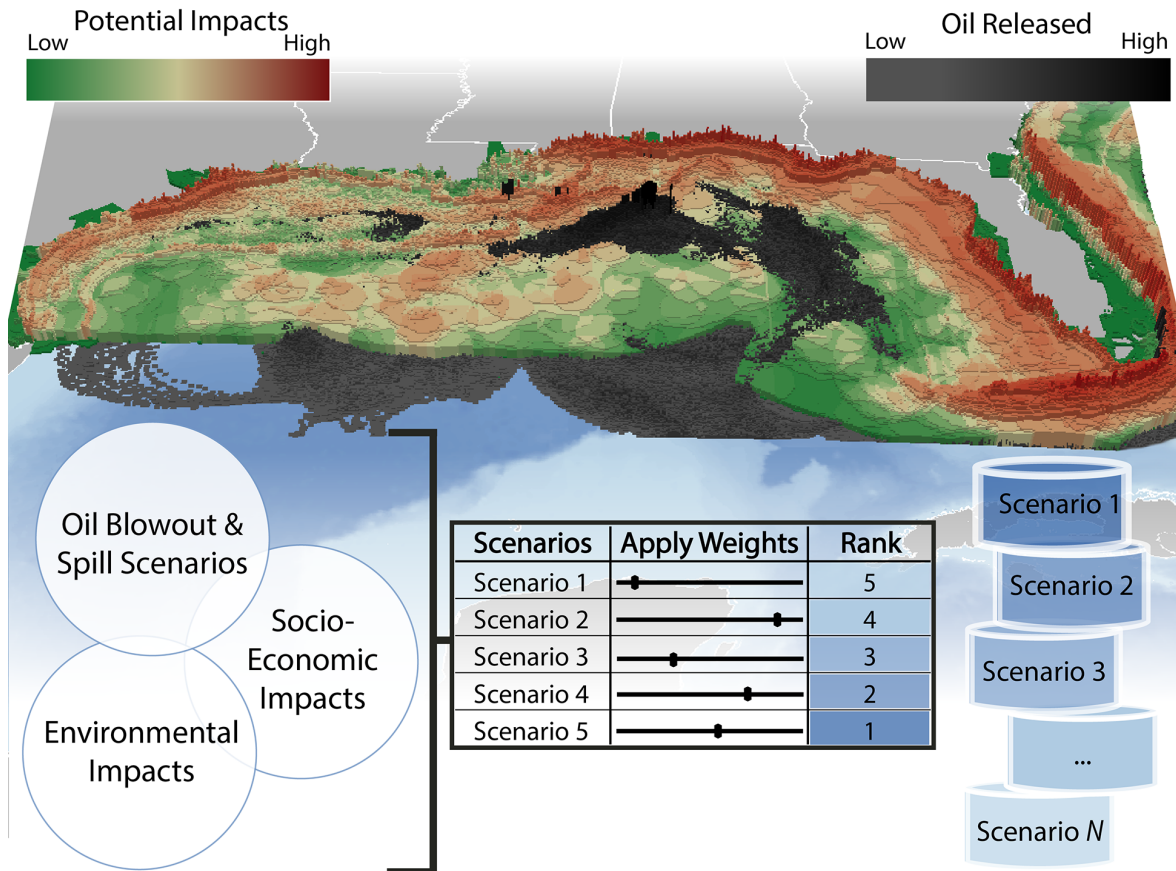 Potential Impacts
Low High
Oil Released
Low High
Oil Blowout &
Spill Scenarios
Socio-
Economic
Impacts
Environmental
Impacts
Scenarios Apply Weights Rank
Scenario 1 5
Scenario 2 4
Scenario 3 3
Scenario 4 2
Scenario 5 1
Scenario 1
Scenario 2
Scenario 3
...
Scenario N